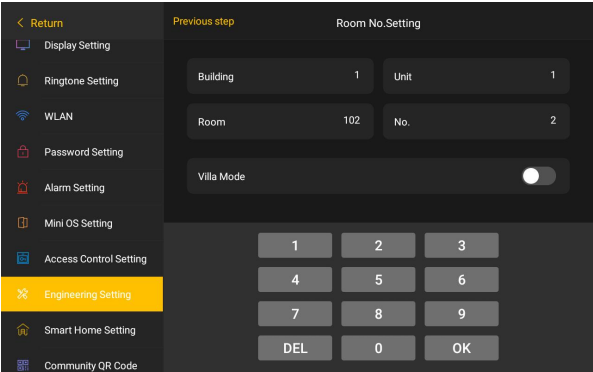 Return
Previous step
Room No.Setting
Display Setting
Ringtone Setting
WLAN
Password Setting
Alarm Setting
Mini OS Setting
Access Control Setting
Engineering Setting
Smart Home Setting
Community QR Code
Building 1
Unit 1
Room 102
No. 2
Villa Mode
1 2 3
4 5 6
7 8 9
DEL 0 OK